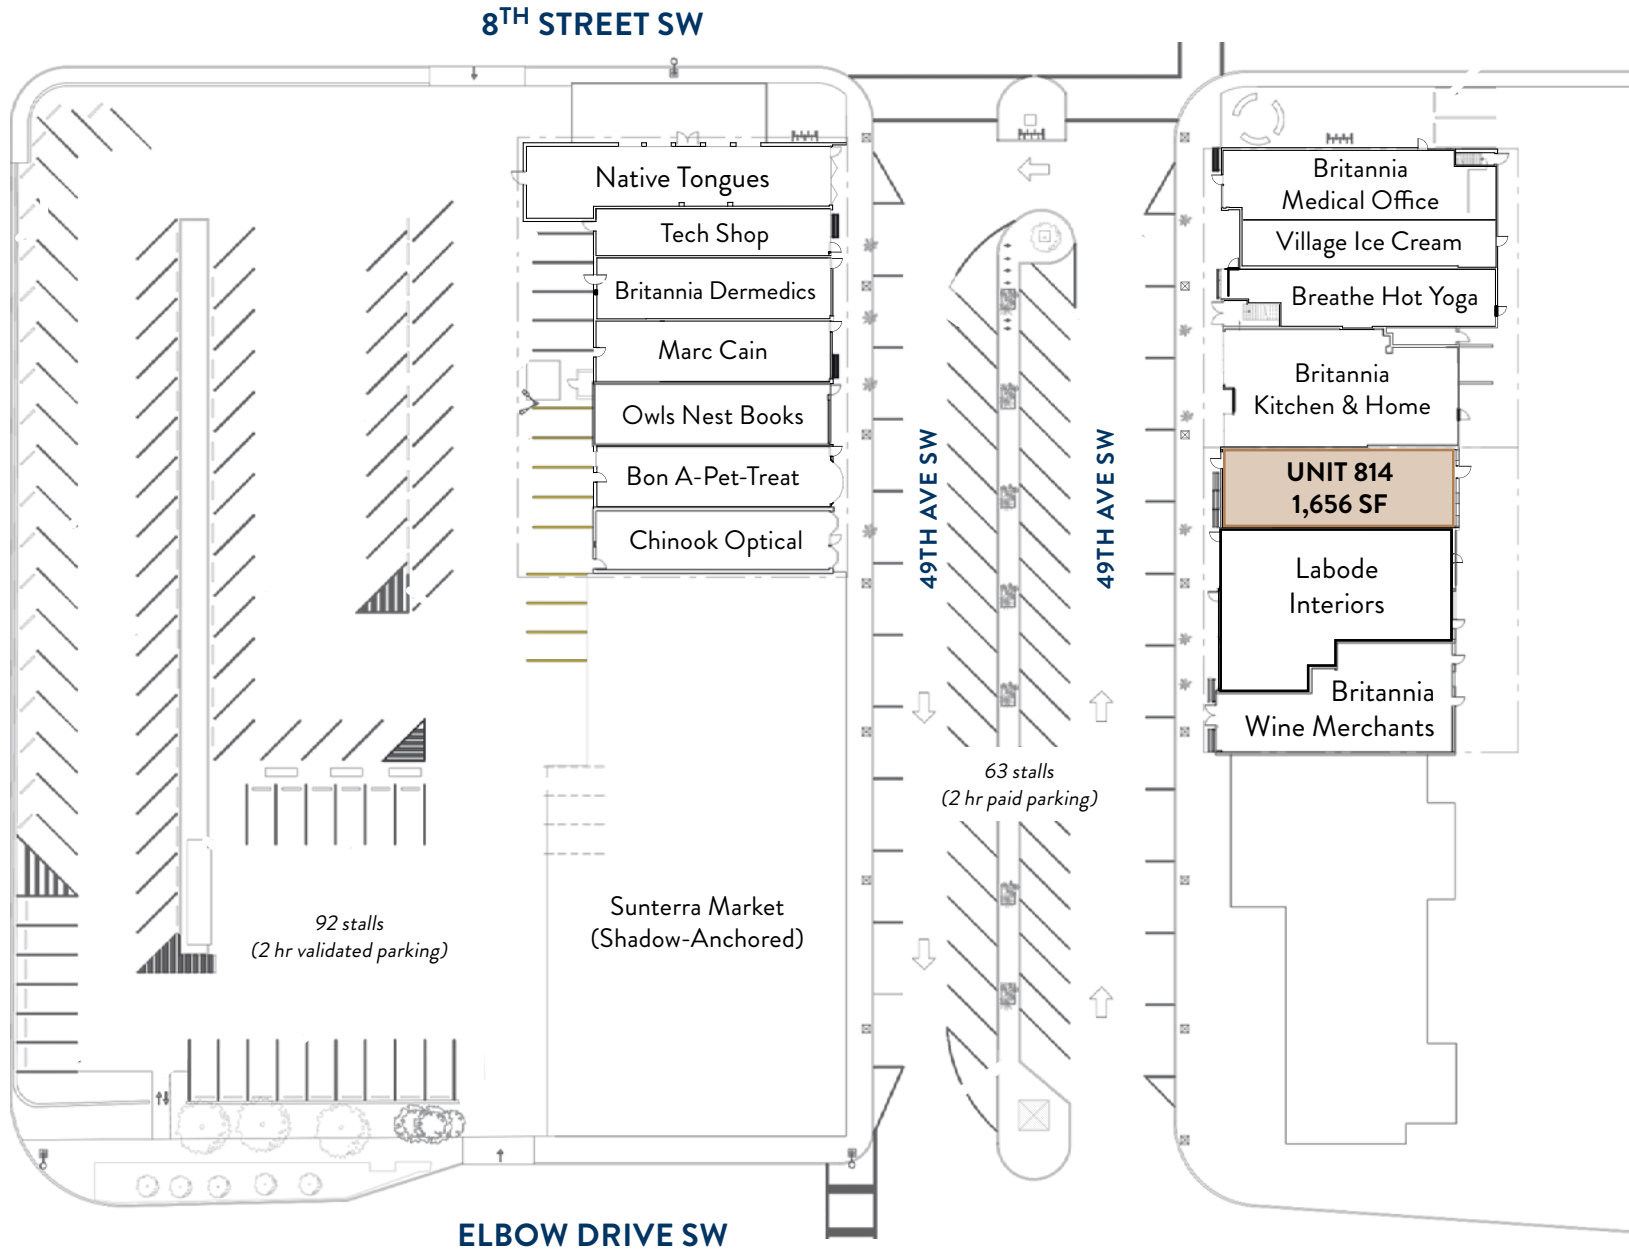 8TH STREET SW
Native Tongues
Tech Shop
Britannia Dermedics
Marc Cain
Owls Nest Books
Bon A-Pet-Treat
Chinook Optical
Sunterra Market
(Shadow-Anchored)
92 stalls
(2 hr validated parking)
49TH AVE SW
49TH AVE SW
63 stalls
(2 hr paid parking)
Britannia
Medical Office
Village Ice Cream
Breathe Hot Yoga
Britannia
Kitchen & Home
UNIT 814
1,656 SF
Labode
Interiors
Britannia
Wine Merchants
ELBOW DRIVE SW